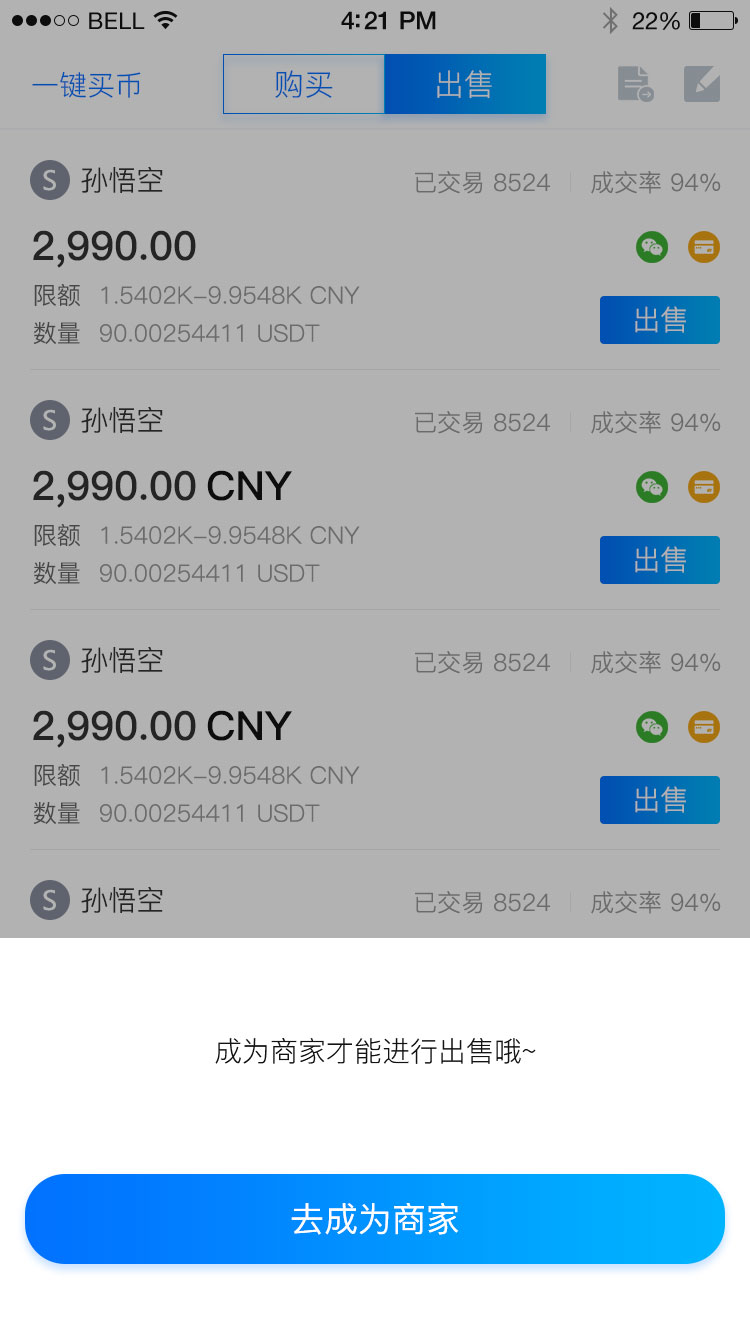 BELL 4:21 PM 22%
一键买币 购买 出售
S 孙悟空 已交易 8524 成交率 94%
2,990.00
限额 1.5402K-9.9548K CNY
数量 90.00254411 USDT
出售
S 孙悟空 已交易 8524 成交率 94%
2,990.00 CNY
限额 1.5402K-9.9548K CNY
数量 90.00254411 USDT
出售
S 孙悟空 已交易 8524 成交率 94%
2,990.00 CNY
限额 1.5402K-9.9548K CNY
数量 90.00254411 USDT
出售
S 孙悟空 已交易 8524 成交率 94%
成为商家才能进行出售哦~
去成为商家